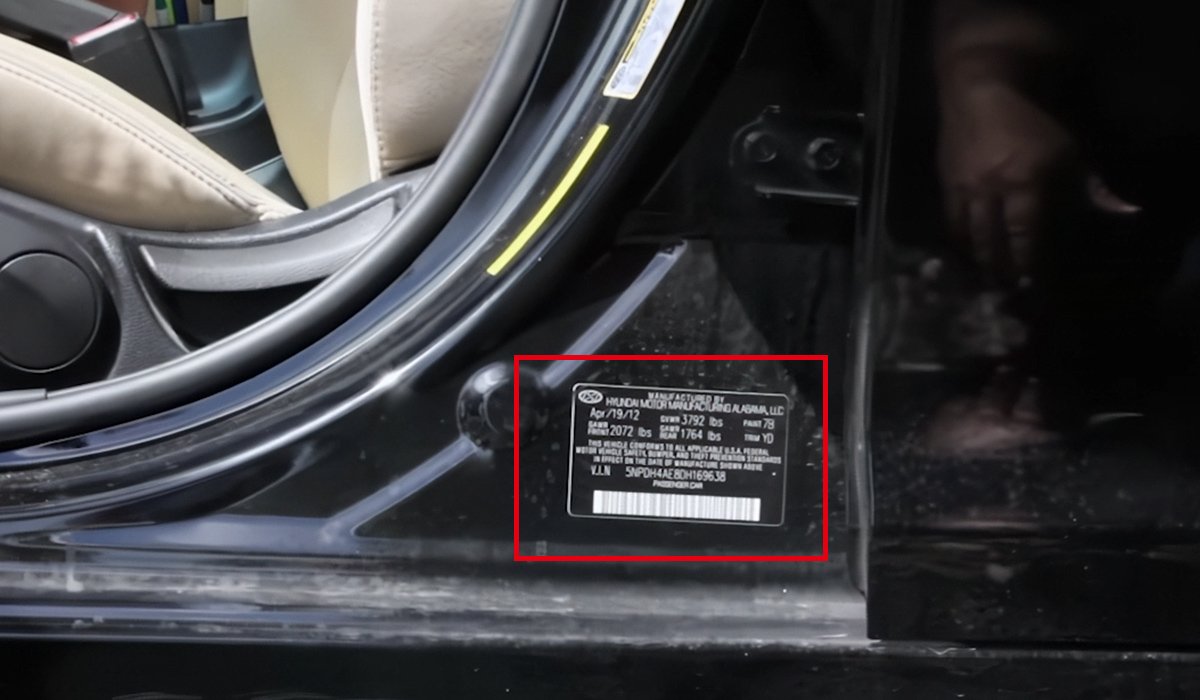 MANUFACTURED BY
HYUNDAI MOTOR MANUFACTURING ALABAMA, LLC
Apr/19/12 GVWR 3792 lbs PAINT 7B
GAWR FRONT 2072 lbs GAWR REAR 1764 lbs TRIM YD
THIS VEHICLE CONFORMS TO ALL APPLICABLE U.S.A. FEDERAL
MOTOR VEHICLE SAFETY, BUMPER, AND THEFT PREVENTION STANDARDS
IN EFFECT ON THE DATE OF MANUFACTURE SHOWN ABOVE
V.I.N 5NPDH4AE8DH169638
PASSENGER CAR